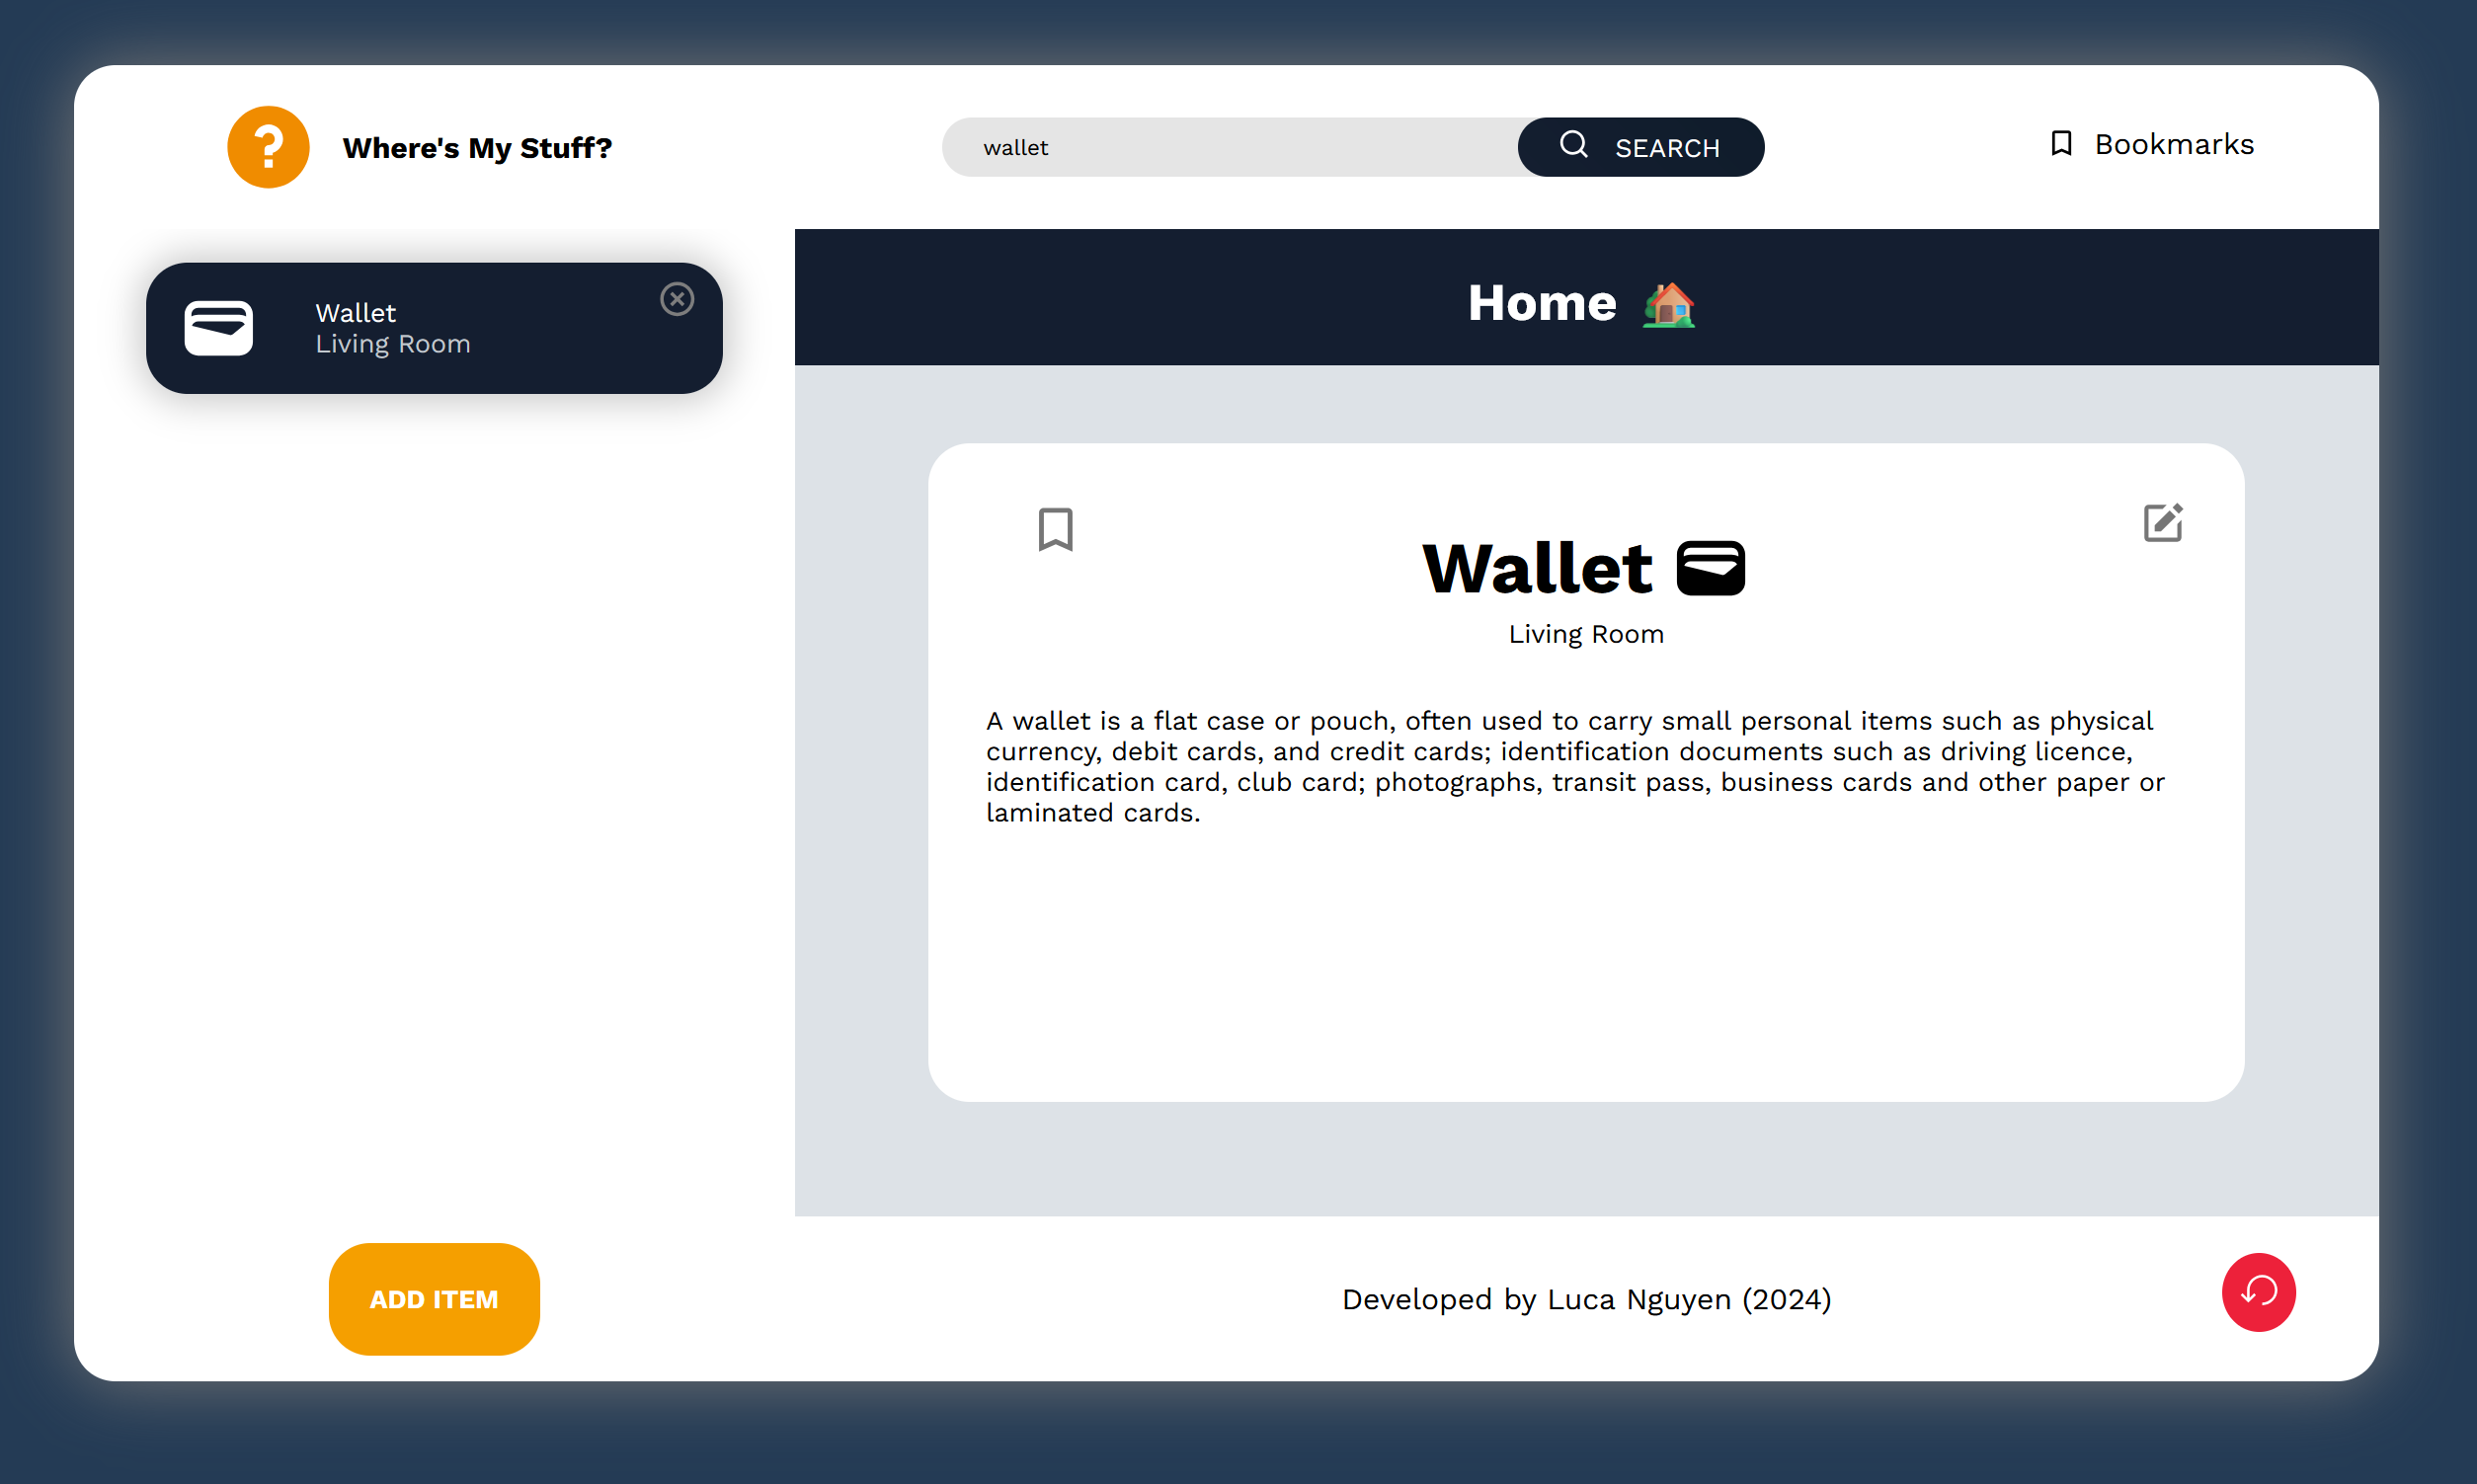 Where's My Stuff?
wallet
SEARCH
Bookmarks
Wallet
Living Room
Home
Wallet
Living Room
A wallet is a flat case or pouch, often used to carry small personal items such as physical
currency, debit cards, and credit cards; identification documents such as driving licence,
identification card, club card; photographs, transit pass, business cards and other paper or
laminated cards.
ADD ITEM
Developed by Luca Nguyen (2024)